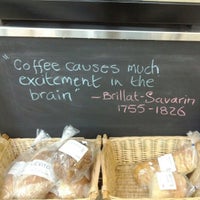 "Coffee causes much
excitement in the
brain" - Brillat-Savarin
1755-1826